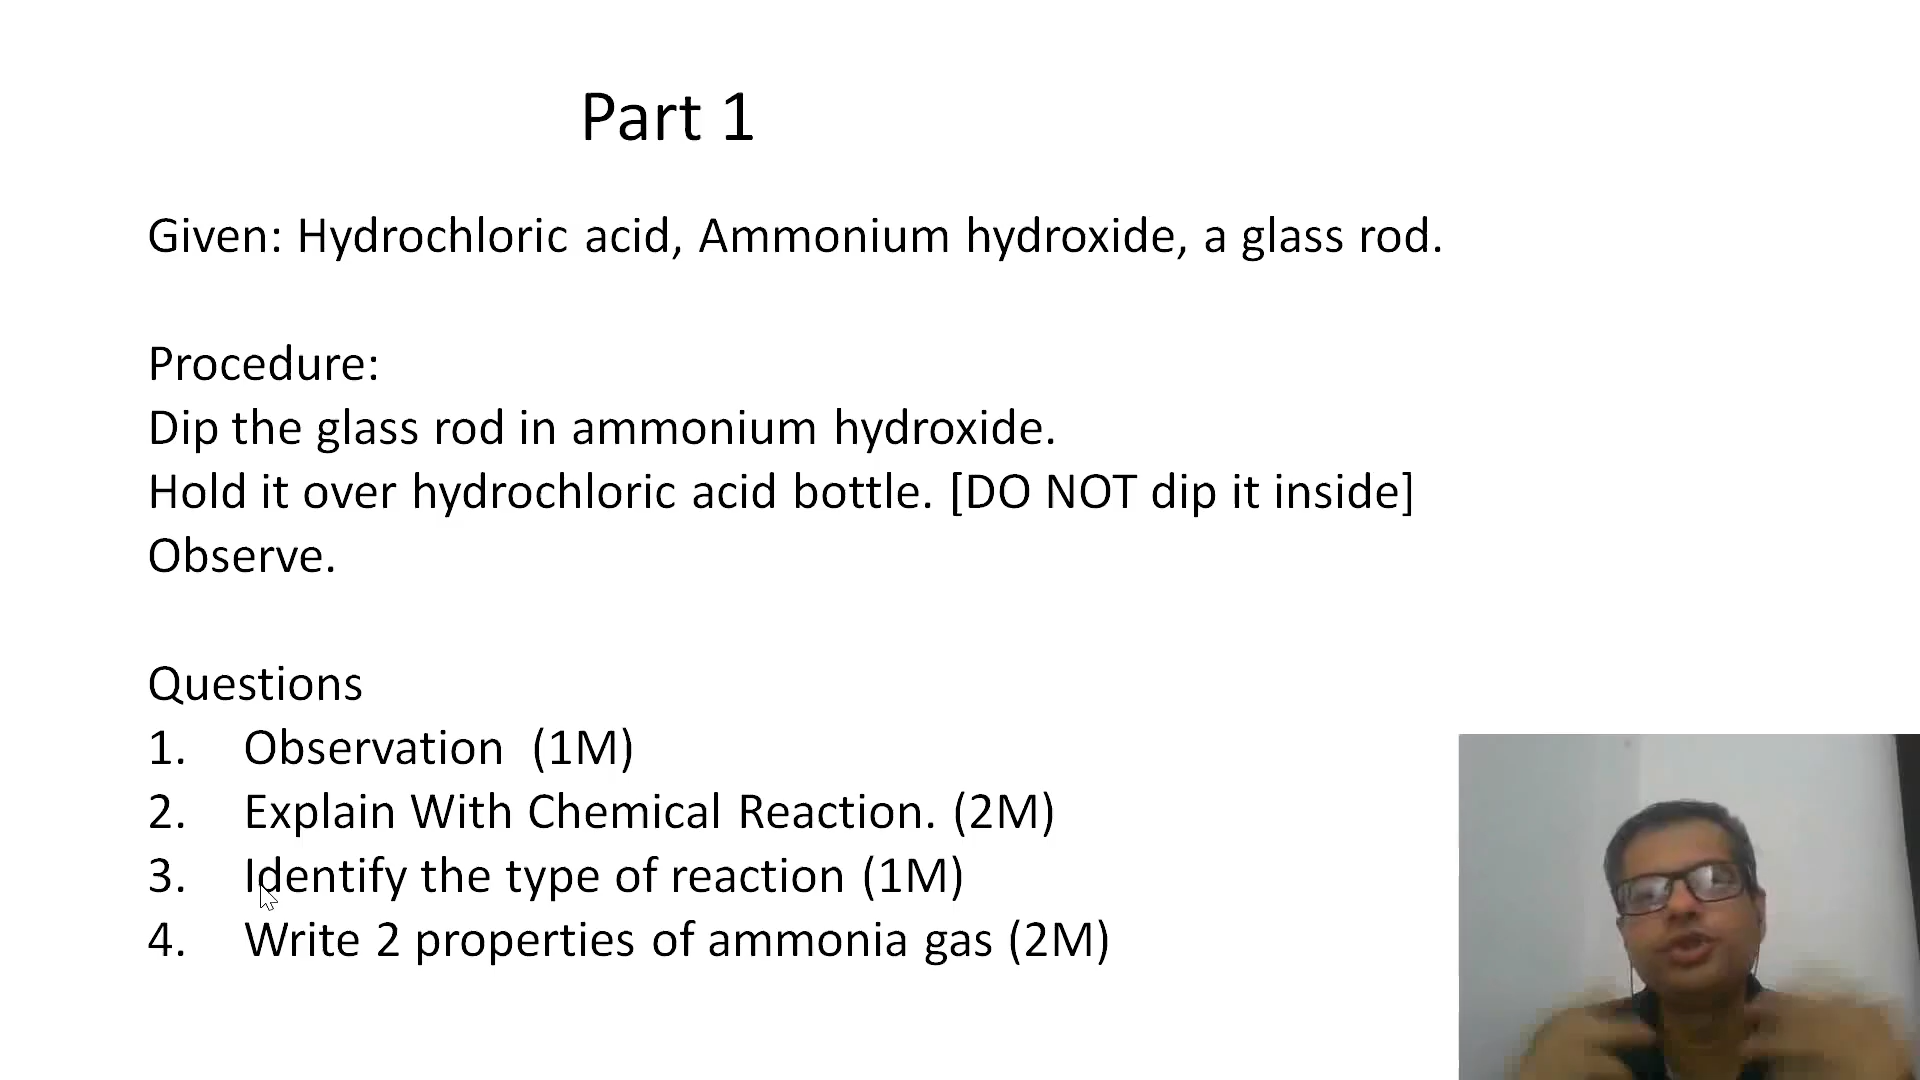 Part 1
Given: Hydrochloric acid, Ammonium hydroxide, a glass rod.
Procedure:
Dip the glass rod in ammonium hydroxide.
Hold it over hydrochloric acid bottle. [DO NOT dip it inside]
Observe.
Questions
1. Observation (1M)
2. Explain With Chemical Reaction. (2M)
3. Identify the type of reaction (1M)
4. Write 2 properties of ammonia gas (2M)